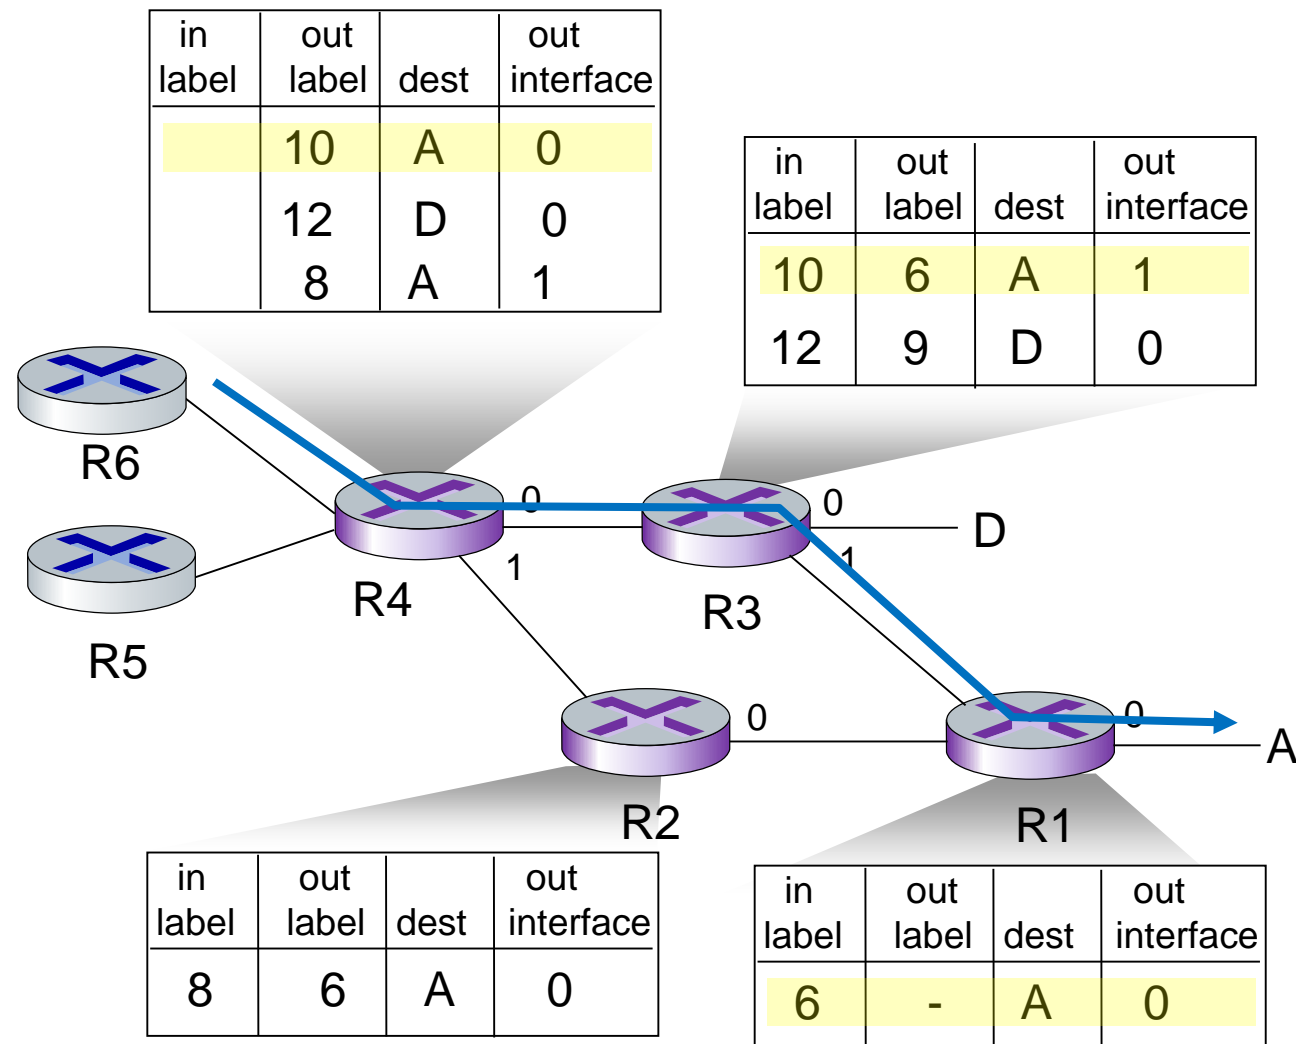 in out out
label label dest interface
10 A 0
12 D 0
8 A 1
in out out
label label dest interface
10 6 A 1
12 9 D 0
R6
0
0
D
1
1
R4
R3
R5
0
0
A
R2
R1
in out out
label label dest interface
8 6 A 0
in out out
label label dest interface
6 - A 0